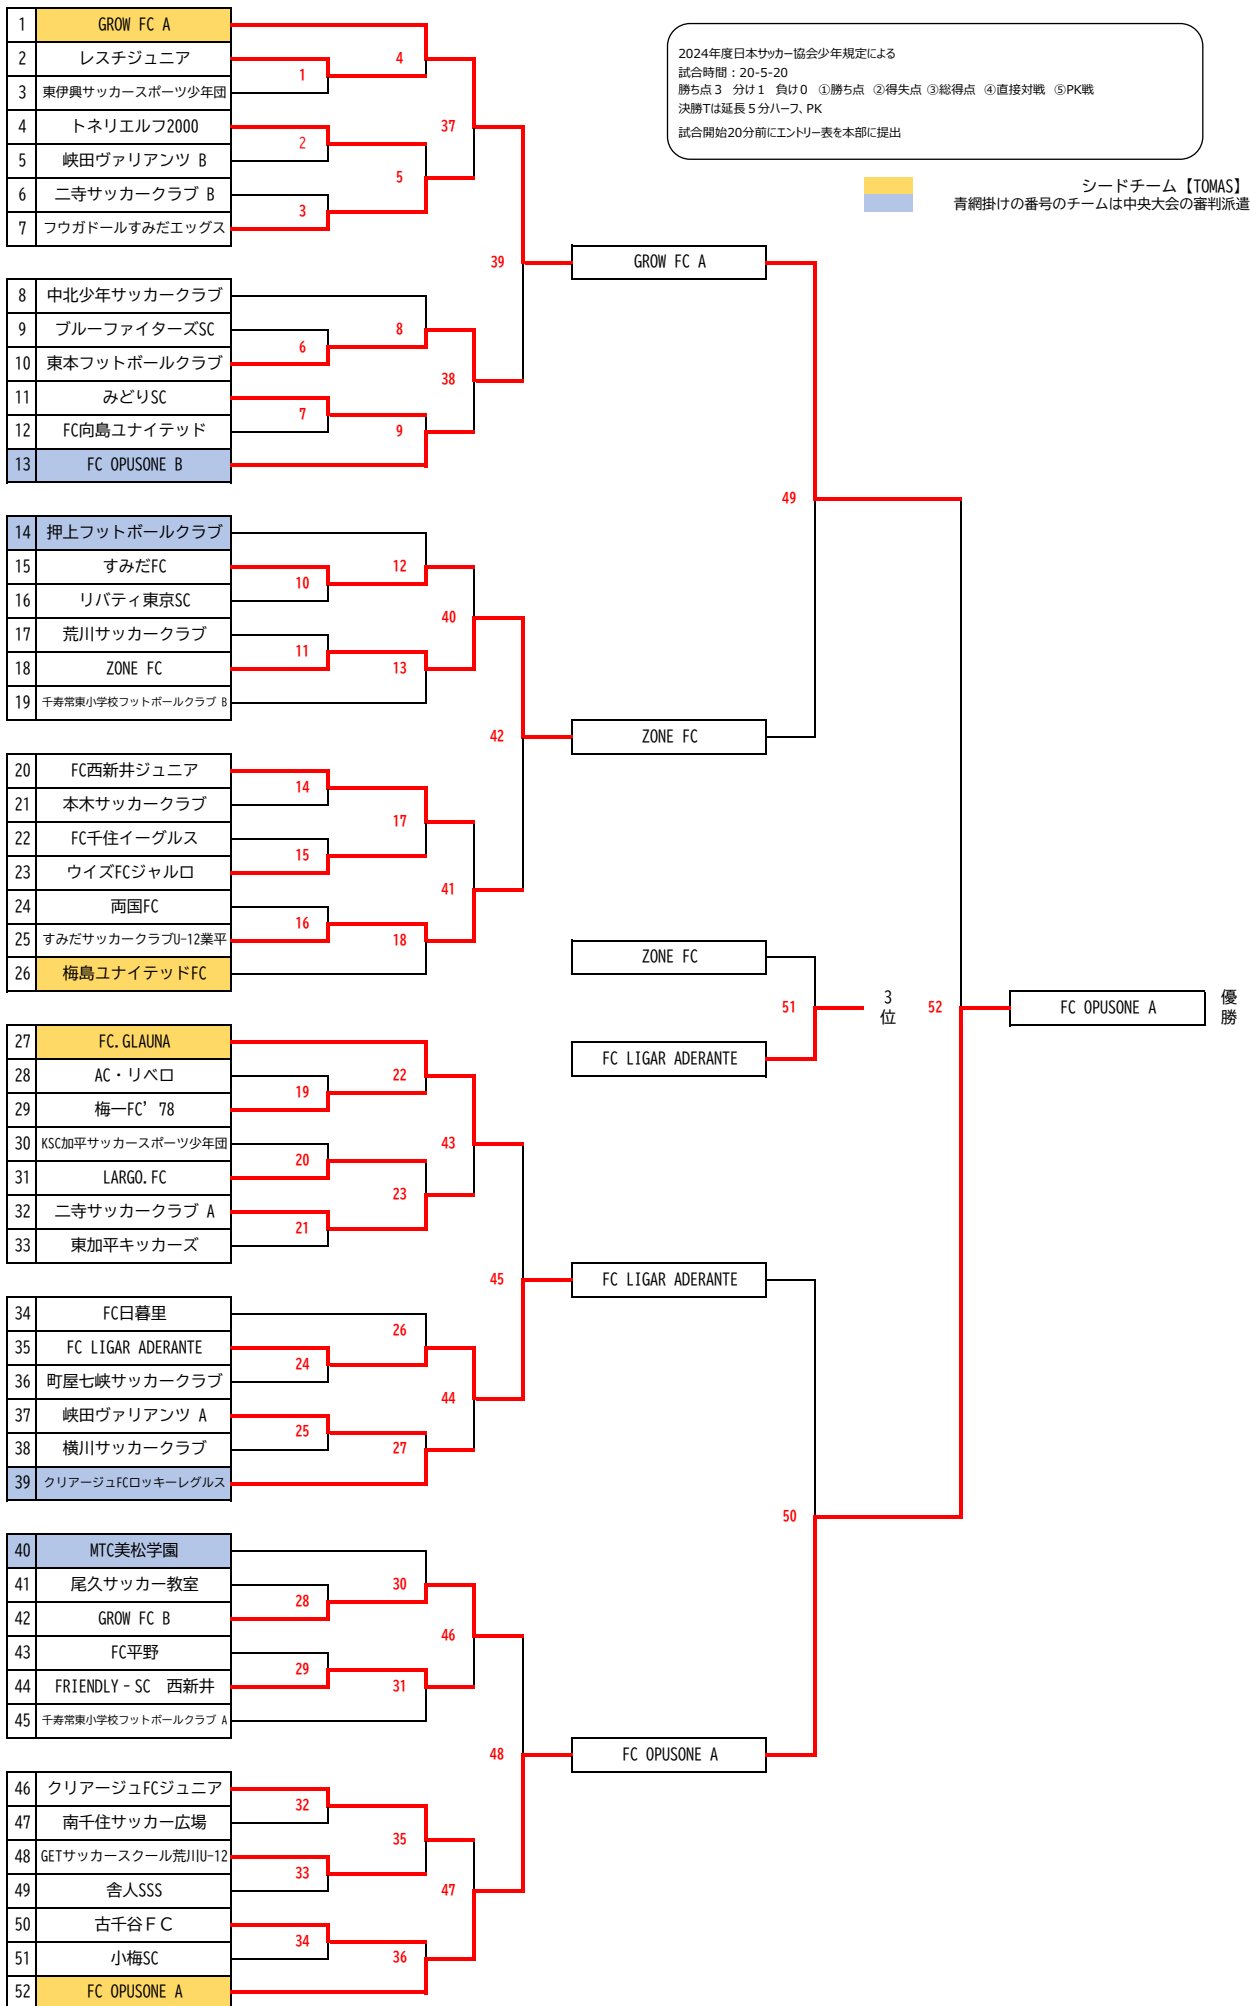 2024年度日本サッカー協会少年規定による
試合時間：20-5-20
勝ち点３ 分け１ 負け０ ①勝ち点 ②得失点 ③総得点 ④直接対戦 ⑤PK戦
決勝Tは延長５分ハーフ、PK
試合開始20分前にエントリー表を本部に提出
シードチーム【TOMAS】
青網掛けの番号のチームは中央大会の審判派遣
1 GROW FC A
2 レスチジュニア
3 東伊興サッカースポーツ少年団
4 トネリエルフ2000
5 峡田ヴァリアンツ B
6 二寺サッカークラブ B
7 フウガドールすみだエッグス
8 中北少年サッカークラブ
9 ブルーファイターズSC
10 東本フットボールクラブ
11 みどりSC
12 FC向島ユナイテッド
13 FC OPUSONE B
14 押上フットボールクラブ
15 すみだFC
16 リバティ東京SC
17 荒川サッカークラブ
18 ZONE FC
19 千寿常東小学校フットボールクラブ B
20 FC西新井ジュニア
21 本木サッカークラブ
22 FC千住イーグルス
23 ウイズFCジャルロ
24 両国FC
25 すみだサッカークラブU-12業平
26 梅島ユナイテッドFC
27 FC.GLAUNA
28 AC・リベロ
29 梅一FC’78
30 KSC加平サッカースポーツ少年団
31 LARGO.FC
32 二寺サッカークラブ A
33 東加平キッカーズ
34 FC日暮里
35 FC LIGAR ADERANTE
36 町屋七峡サッカークラブ
37 峡田ヴァリアンツ A
38 横川サッカークラブ
39 クリアージュFCロッキーレグルス
40 MTC美松学園
41 尾久サッカー教室
42 GROW FC B
43 FC平野
44 FRIENDLY‐SC 西新井
45 千寿常東小学校フットボールクラブ A
46 クリアージュFCジュニア
47 南千住サッカー広場
48 GETサッカースクール荒川U-12
49 舎人SSS
50 古千谷ＦＣ
51 小梅SC
52 FC OPUSONE A
1
2
3
6
7
10
11
14
15
16
19
20
21
24
25
28
29
32
33
34
4
5
8
9
12
13
17
18
22
23
26
27
30
31
35
36
37
38
40
41
43
44
46
47
39
42
45
48
GROW FC A
ZONE FC
ZONE FC
FC LIGAR ADERANTE
FC LIGAR ADERANTE
FC OPUSONE A
49
51
50
3位
52
FC OPUSONE A
優勝